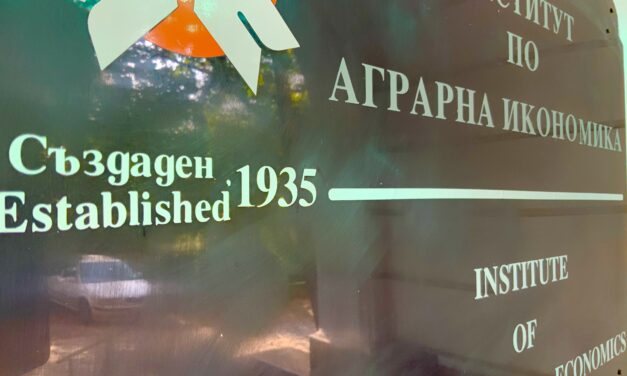 Създаден
Established 1935
ПО
АГРАРНА ИКОНОМИКА
INSTITUTE
OF